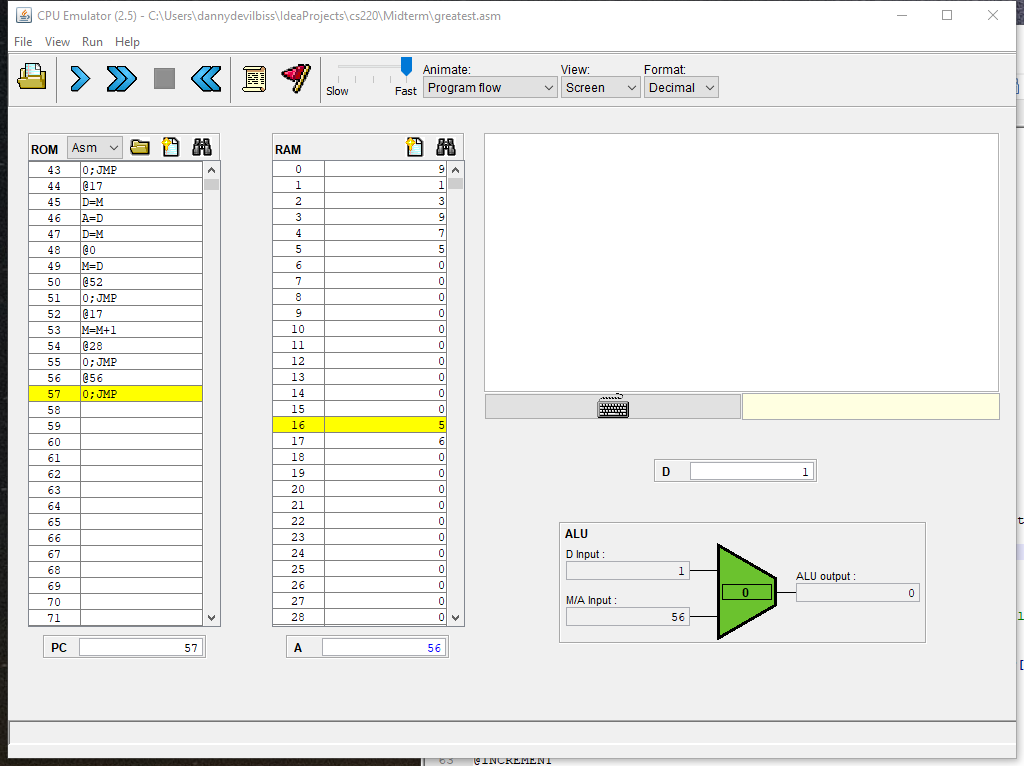 CPU Emulator (2.5) - C:\Users\dannydevilbiss\IdeaProjects\cs220\Midterm\greatest.asm
File View Run Help
Slow Fast
Animate: View: Format:
Program flow Screen Decimal
ROM Asm
43 0;JMP
44 @17
45 D=M
46 A=D
47 D=M
48 @0
49 M=D
50 @52
51 0;JMP
52 @17
53 M=M+1
54 @28
55 0;JMP
56 @56
57 0;JMP
58
59
60
61
62
63
64
65
66
67
68
69
70
71
PC 57
RAM
0 9
1 1
2 3
3 9
4 7
5 5
6 0
7 0
8 0
9 0
10 0
11 0
12 0
13 0
14 0
15 0
16 5
17 6
18 0
19 0
20 0
21 0
22 0
23 0
24 0
25 0
26 0
27 0
28 0
A 56
D 1
ALU
D Input :
1
M/A Input :
56
0
ALU output :
0
63 @INCREMENT